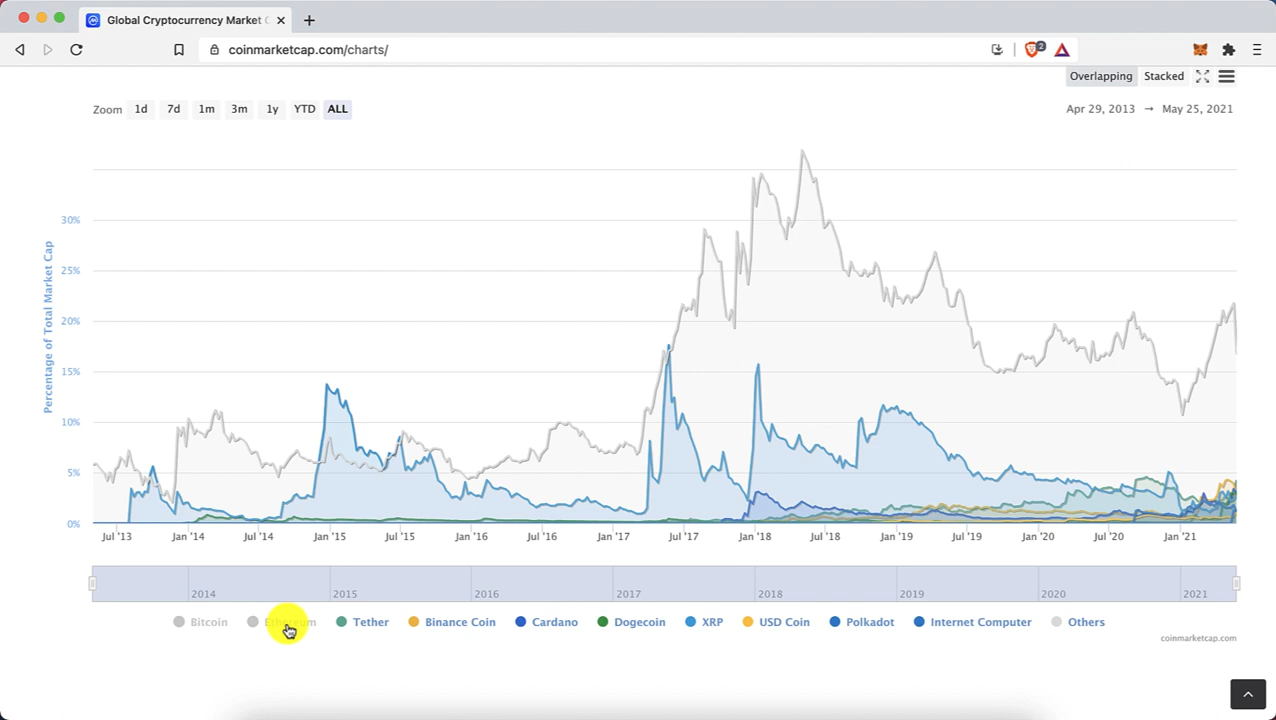 Global Cryptocurrency Market C
coinmarketcap.com/charts/
2
Overlapping Stacked
Zoom 1d 7d 1m 3m 1y YTD ALL
Apr 29, 2013 → May 25, 2021
Percentage of Total Market Cap
30%
25%
20%
15%
10%
5%
0%
Jul '13 Jan '14 Jul '14 Jan '15 Jul '15 Jan '16 Jul '16 Jan '17 Jul '17 Jan '18 Jul '18 Jan '19 Jul '19 Jan '20 Jul '20 Jan '21
2014 2015 2016 2017 2018 2019 2020 2021
Bitcoin Ethereum Tether Binance Coin Cardano Dogecoin XRP USD Coin Polkadot Internet Computer Others
coinmarketcap.com